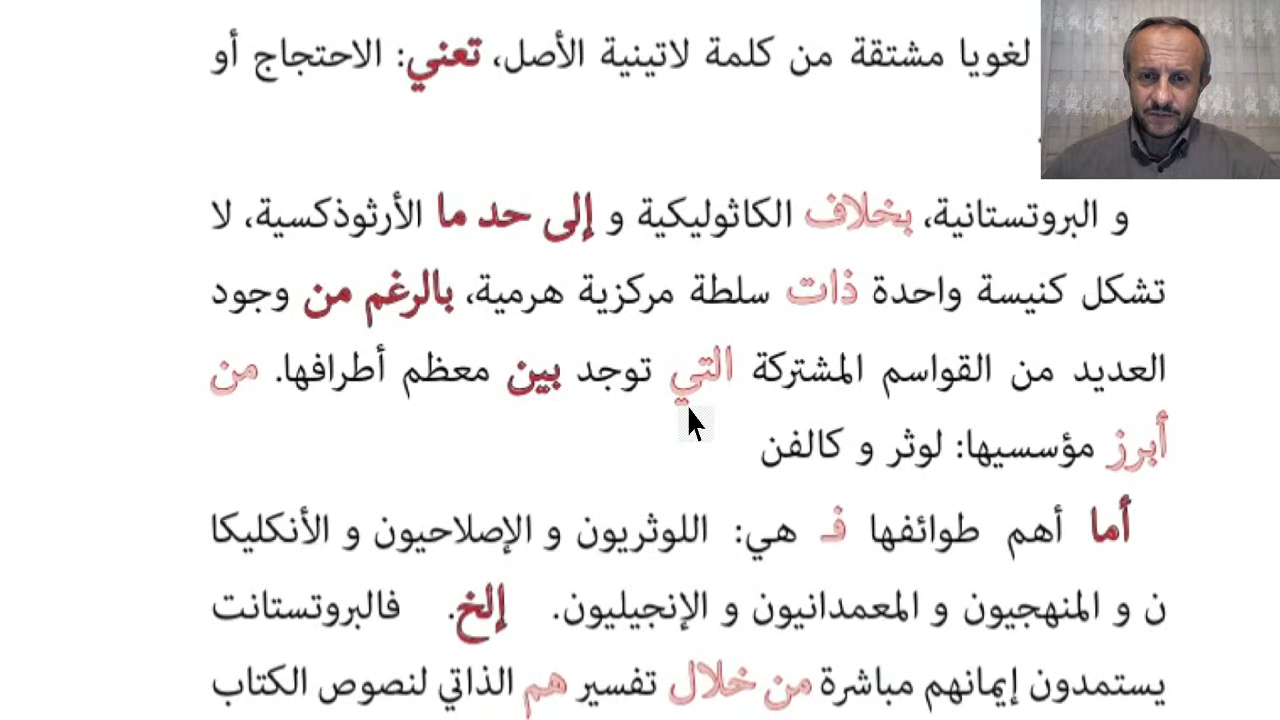 لغويا مشتقة من كلمة لاتينية الأصل، تعني: الاحتجاج أو
و البروتستانية، بخلاف الكاثوليكية و إلى حد ما الأرثوذكسية، لا
تشكل كنيسة واحدة ذات سلطة مركزية هرمية، بالرغم من وجود
العديد من القواسم المشتركة التي توجد بين معظم أطرافها. من
أبرز مؤسسيها: لوثر و كالفن
أما أهم طوائفها فـ هي: اللوثريون و الإصلاحيون و الأنكليكا
ن و المنهجيون و المعمدانيون و الإنجيليون. إلخ. فالبروتستانت
يستمدون إيمانهم مباشرة من خلال تفسير هم الذاتي لنصوص الكتاب